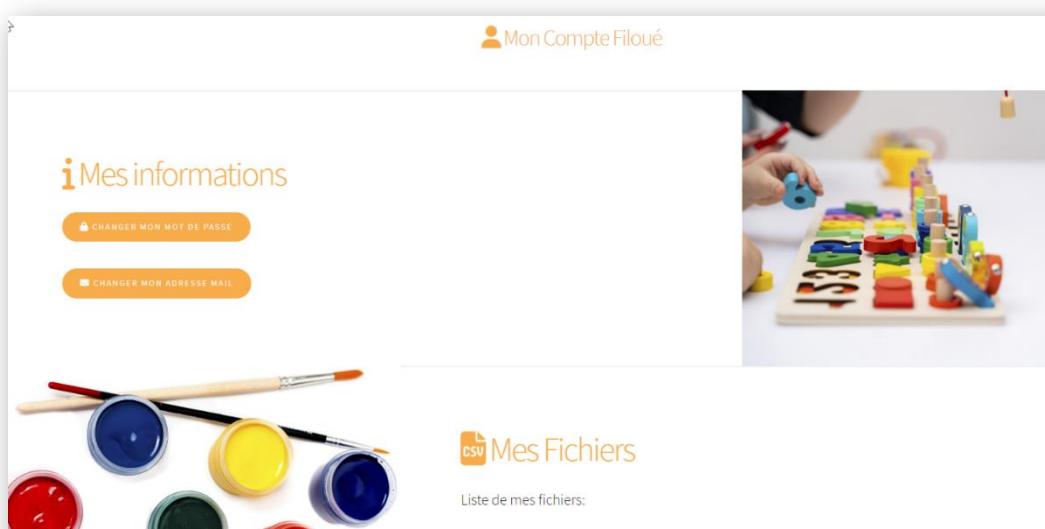 Mon Compte Filoué
Mes informations
CHANGER MON MOT DE PASSE
CHANGER MON ADRESSE MAIL
CSV Mes Fichiers
Liste de mes fichiers: